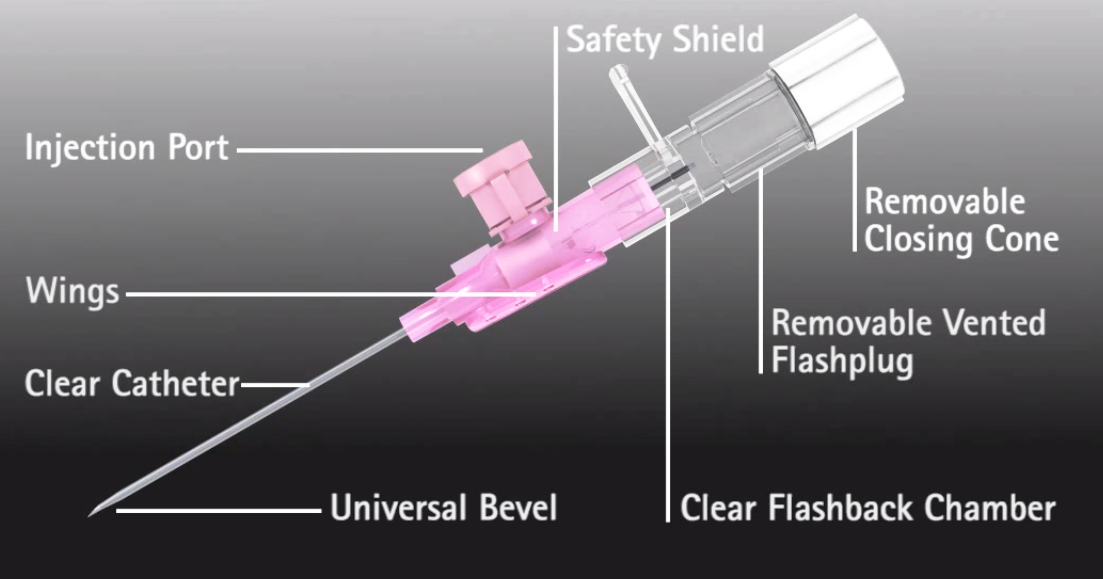 Safety Shield
Injection Port
Removable
Closing Cone
Wings
Removable Vented
Flashplug
Clear Catheter
Universal Bevel
Clear Flashback Chamber